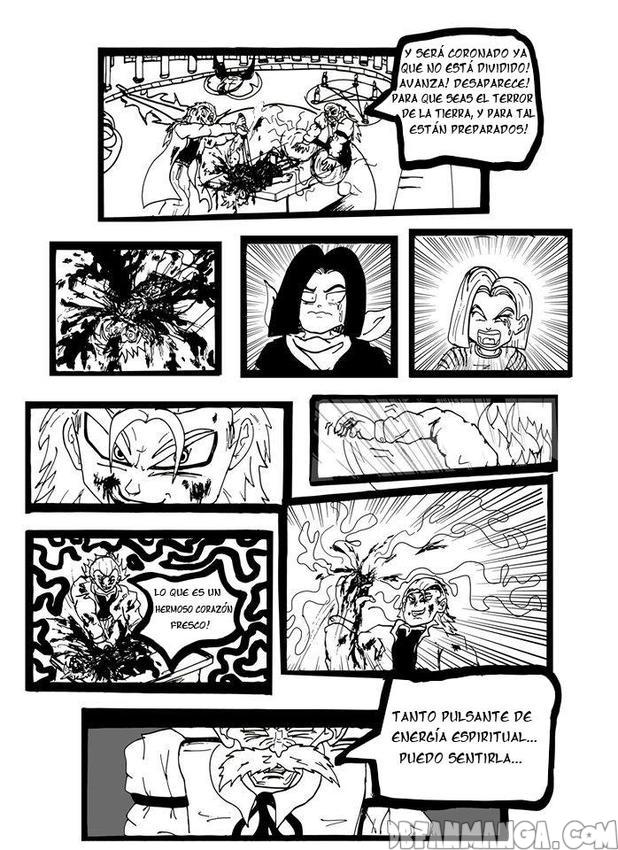 Y SERÁ CORONADO YA
QUE NO ESTÁ DIVIDIDO!
AVANZA! DESAPARECE!
PARA QUE SEAS EL TERROR
DE LA TIERRA, Y PARA TAL
ESTÁN PREPARADOS!
LO QUE ES UN
HERMOSO CORAZÓN
FRESCO!
TANTO PULSANTE DE
ENERGÍA ESPIRITUAL...
PUEDO SENTIRLA...
DBFANMANGA.COM